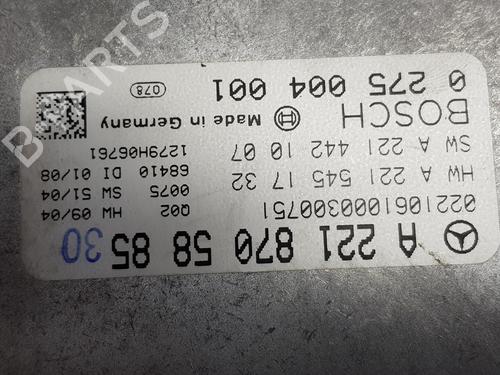 A 221 870 58 85 30
0221061000300751 Q02 HW 09/04
HW A 221 545 17 32 0075 SW 51/04
SW A 221 442 10 07 68410 DI 01/08
1279H06761
BOSCH Made in Germany
0 275 004 001 078
B PARTS